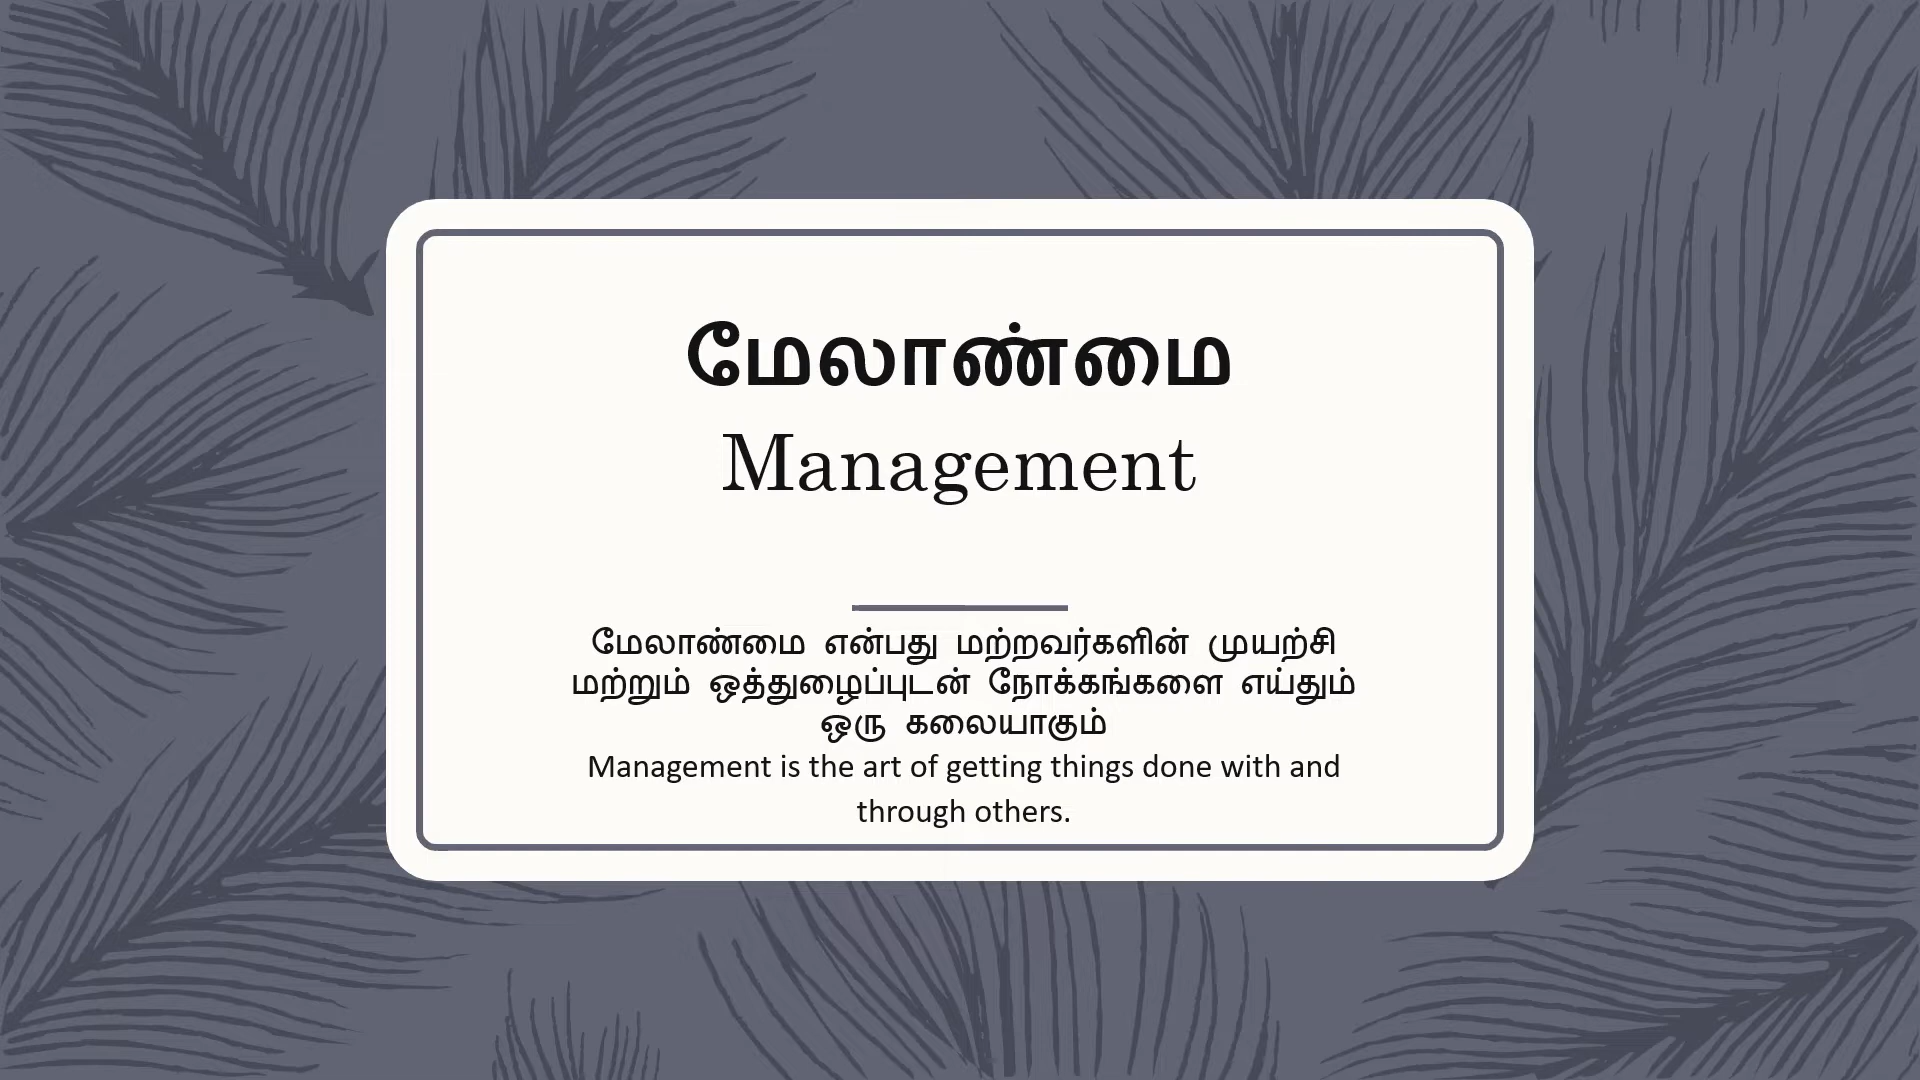 மேலாண்மை
Management
மேலாண்மை என்பது மற்றவர்களின் முயற்சி
மற்றும் ஒத்துழைப்புடன் நோக்கங்களை எய்தும்
ஒரு கலையாகும்
Management is the art of getting things done with and
through others.